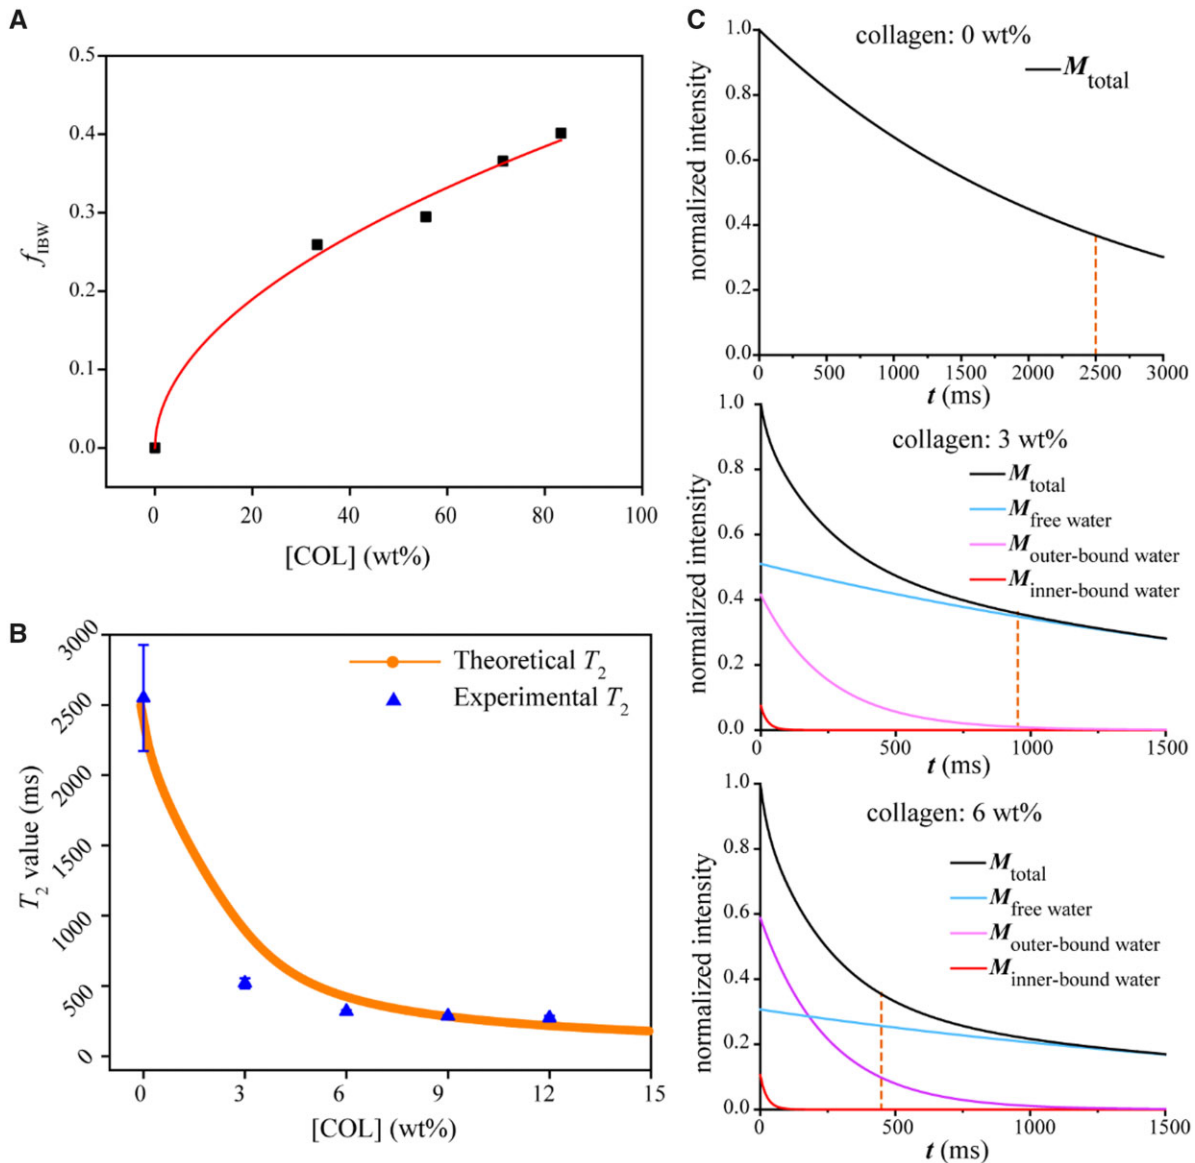 A
0.5
0.4
0.3
0.2
0.1
0.0
f_IBW
0 20 40 60 80 100
[COL] (wt%)
B
3000
2500
2000
1500
1000
500
0
T_2 value (ms)
Theoretical T_2
Experimental T_2
0 3 6 9 12 15
[COL] (wt%)
C
collagen: 0 wt%
M_total
1.0
0.8
0.6
0.4
0.2
0.0
normalized intensity
0 500 1000 1500 2000 2500 3000
t (ms)
collagen: 3 wt%
M_total
M_free water
M_outer-bound water
M_inner-bound water
1.0
0.8
0.6
0.4
0.2
0.0
normalized intensity
0 500 1000 1500
t (ms)
collagen: 6 wt%
M_total
M_free water
M_outer-bound water
M_inner-bound water
1.0
0.8
0.6
0.4
0.2
0.0
normalized intensity
0 500 1000 1500
t (ms)